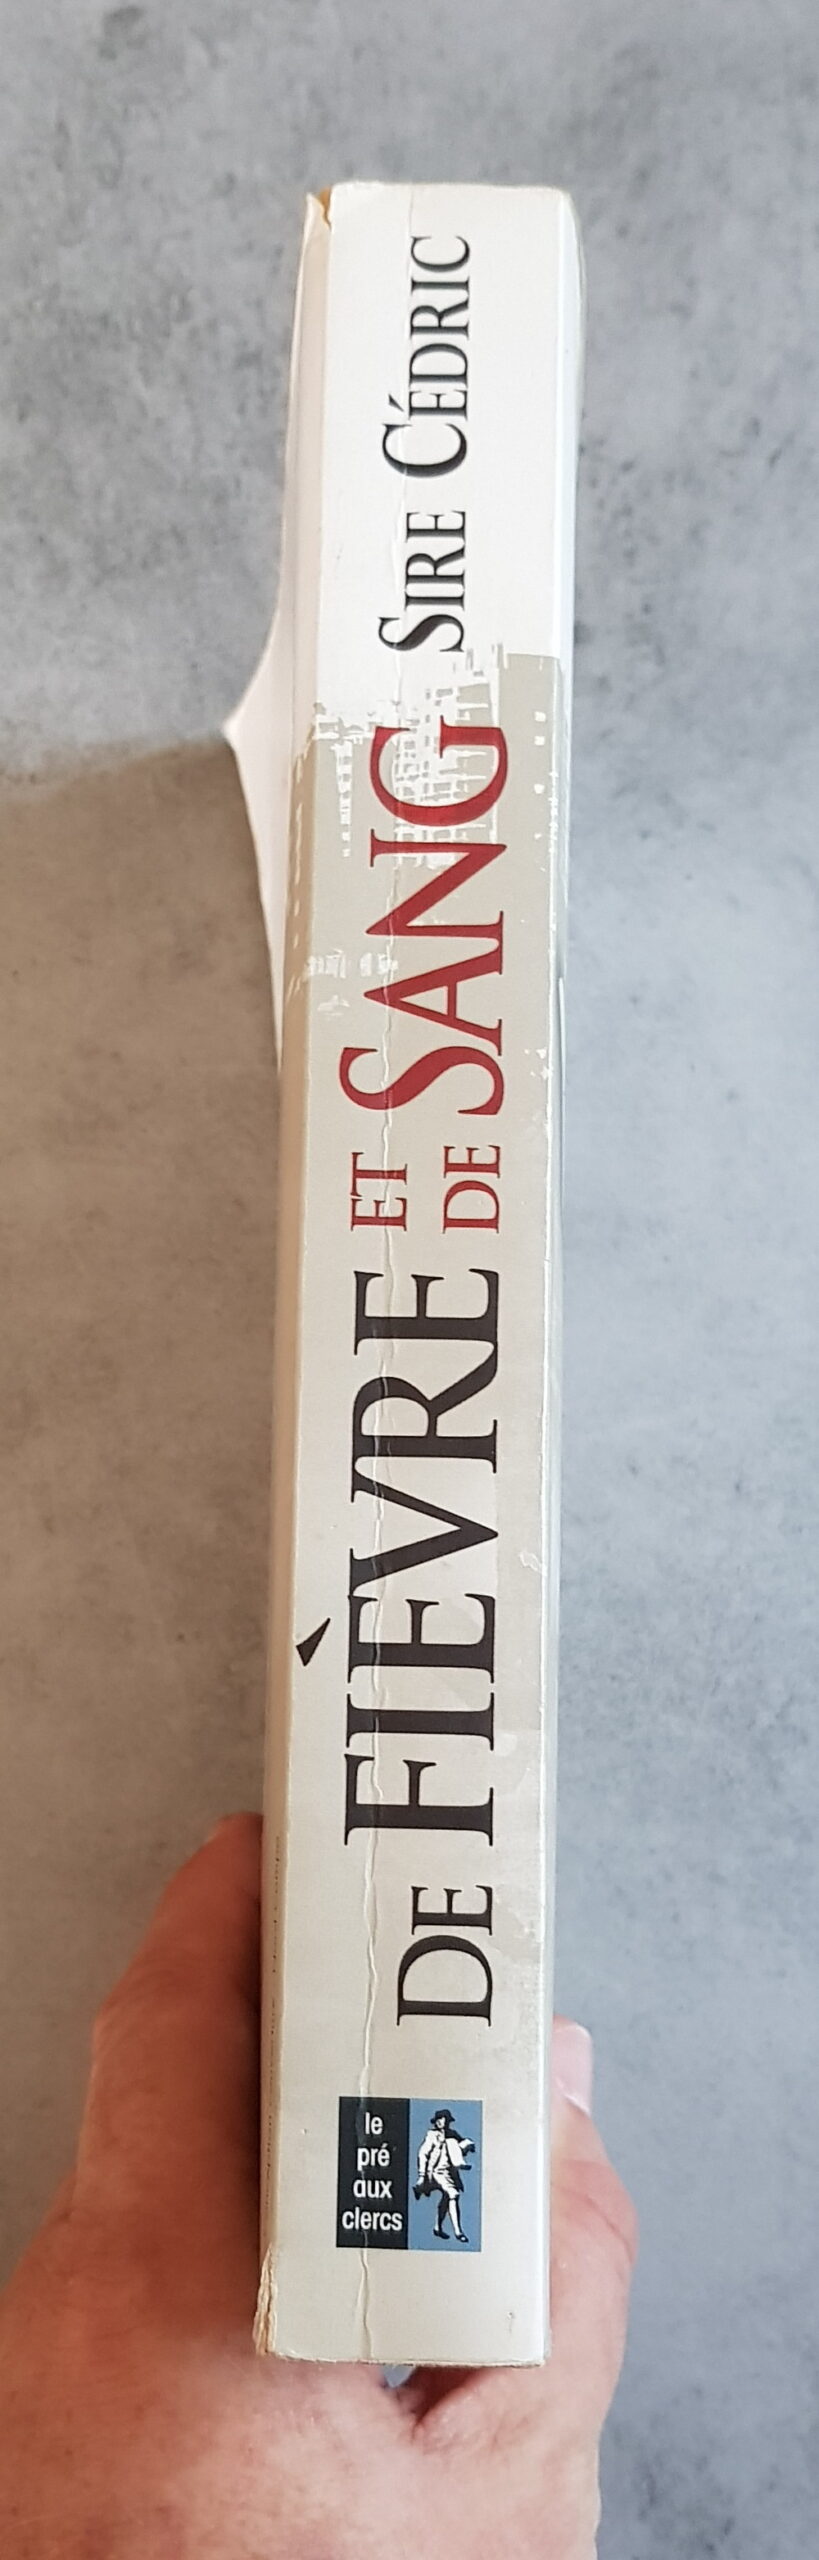 DE FIÈVRE ET DE SANG SIRE CÉDRIC
le
pré
aux
clercs